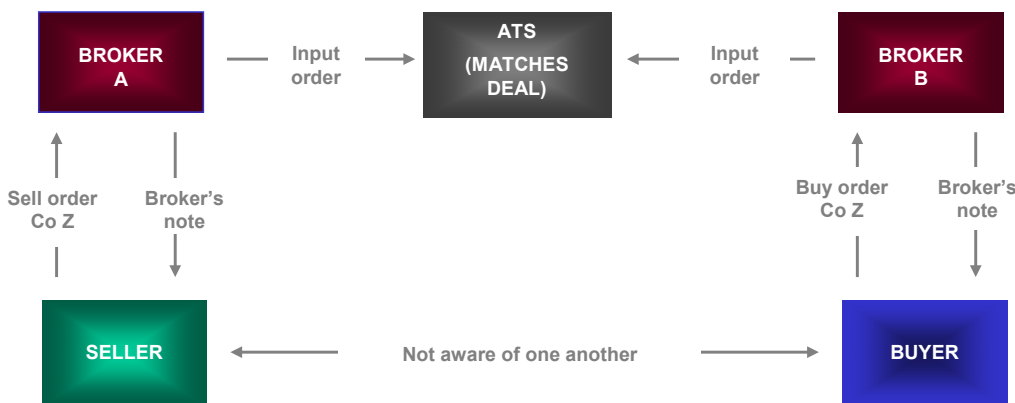 BROKER
A
Input
order
ATS
(MATCHES
DEAL)
Input
order
BROKER
B
Sell order
Co Z
Broker's
note
Buy order
Co Z
Broker's
note
SELLER
Not aware of one another
BUYER